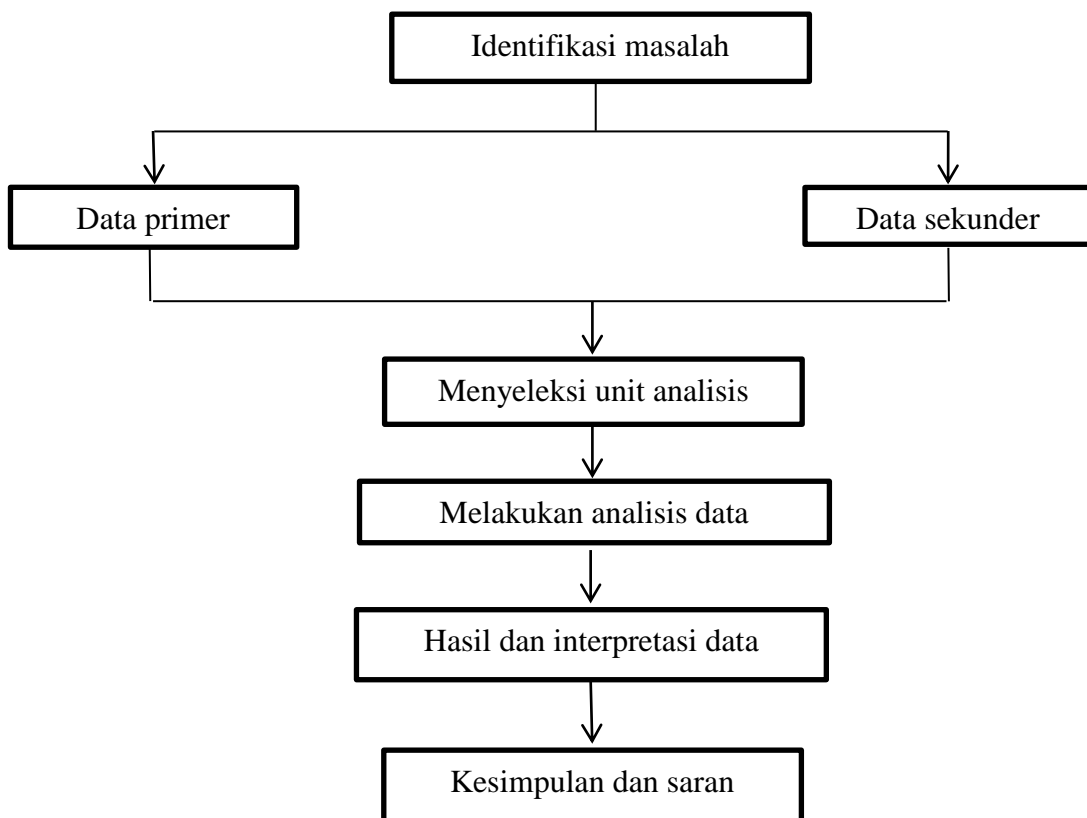 Identifikasi masalah
Data primer
Data sekunder
Menyeleksi unit analisis
Melakukan analisis data
Hasil dan interpretasi data
Kesimpulan dan saran